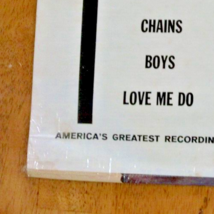 CHAINS
BOYS
LOVE ME DO
AMERICA'S GREATEST RECORDIN